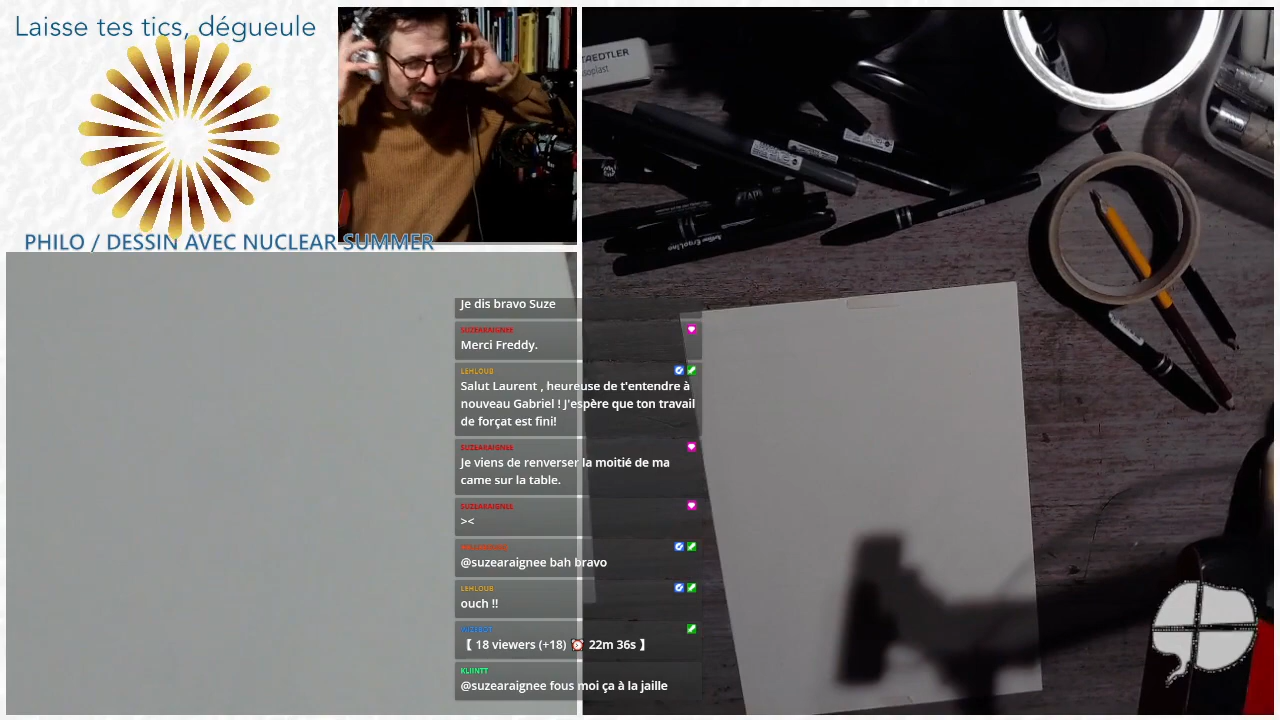 Laisse tes tics, dégueule
PHILO / DESSIN AVEC NUCLEAR SUMMER
Je dis bravo Suze
SUZEARAIGNEE
Merci Freddy.
LEHLOUB
Salut Laurent , heureuse de t'entendre à
nouveau Gabriel ! J'espère que ton travail
de forçat est fini!
SUZEARAIGNEE
Je viens de renverser la moitié de ma
came sur la table.
SUZEARAIGNEE
><
@suzearaignee bah bravo
LEHLOUB
ouch !!
【 18 viewers (+18) ⏰ 22m 36s 】
KLIINTT
@suzearaignee fous moi ça à la jaille